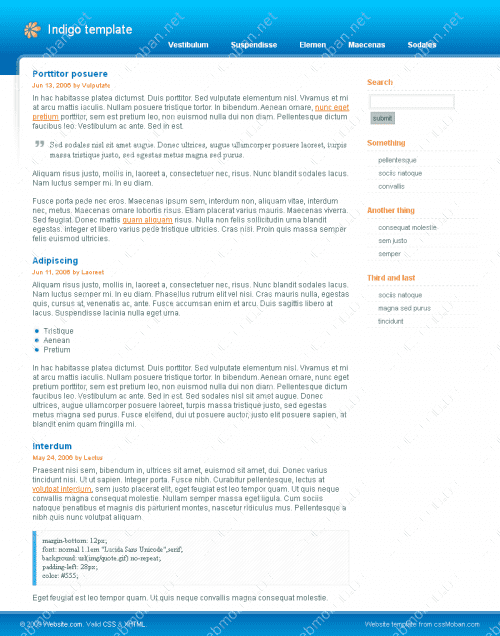 Indigo template
Vestibulum Suspendisse Elemen Maecenas Sodales
Porttitor posuere
Jun 13, 2006 by Vulputate
In hac habitasse platea dictumst. Duis porttitor. Sed vulputate elementum nisl. Vivamus et mi
at arcu mattis iaculis. Nullam posuere tristique tortor. In bibendum. Aenean ornare, nunc eget
pretium porttitor, sem est pretium leo, non euismod nulla dui non diam. Pellentesque dictum
faucibus leo. Vestibulum ac ante. Sed in est.
Sed sodales nisl sit amet augue. Donec ultrices, augue ullamcorper posuere laoreet, turpis
massa tristique justo, sed egestas metus magna sed purus.
Aliquam risus justo, mollis in, laoreet a, consectetuer nec, risus. Nunc blandit sodales lacus.
Nam luctus semper mi. In eu diam.
Fusce porta pede nec eros. Maecenas ipsum sem, interdum non, aliquam vitae, interdum
nec, metus. Maecenas ornare lobortis risus. Etiam placerat varius mauris. Maecenas viverra.
Sed feugiat. Donec mattis quam aliquam risus. Nulla non felis sollicitudin urna blandit
egestas. Integer et libero varius pede tristique ultricies. Cras nisl. Proin quis massa semper
felis euismod ultricies.
Adipiscing
Jun 11, 2006 by Laoreet
Aliquam risus justo, mollis in, laoreet a, consectetuer nec, risus. Nunc blandit sodales lacus.
Nam luctus semper mi. In eu diam. Phasellus rutrum elit vel nisi. Cras mauris nulla, egestas
quis, cursus at, venenatis ac, ante. Fusce accumsan enim et arcu. Duis sagittis libero at
lacus. Suspendisse lacinia nulla eget urna.
Tristique
Aenean
Pretium
In hac habitasse platea dictumst. Duis porttitor. Sed vulputate elementum nisl. Vivamus et mi
at arcu mattis iaculis. Nullam posuere tristique tortor. In bibendum. Aenean ornare, nunc eget
pretium porttitor, sem est pretium leo, non euismod nulla dui non diam. Pellentesque dictum
faucibus leo. Vestibulum ac ante. Sed in est. Sed sodales nisl sit amet augue. Donec
ultrices, augue ullamcorper posuere laoreet, turpis massa tristique justo, sed egestas
metus magna sed purus. Fusce eleifend, dui ut posuere auctor, justo elit posuere sapien, at
blandit enim quam fringilla mi.
Interdum
May 24, 2006 by Lectus
Praesent nisi sem, bibendum in, ultrices sit amet, euismod sit amet, dui. Donec varius
tincidunt nisi. Ut ut sapien. Integer porta. Fusce nibh. Curabitur pellentesque, lectus at
volutpat interdum, sem justo placerat elit, eget feugiat est leo tempor quam. Ut quis neque
convallis magna consequat molestie. Nullam semper massa eget ligula. Cum sociis
natoque penatibus et magnis dis parturient montes, nascetur ridiculus mus. Pellentesque a
nibh quis nunc volutpat aliquam
margin-bottom: 12px;
font: normal 1.1em "Lucida Sans Unicode",serif;
background: url(img/quote.gif) no-repeat;
padding-left: 28px;
color: #555;
Eget feugiat est leo tempor quam. Ut quis neque convallis magna consequat molestie.
Search
submit
Something
pellentesque
sociis natoque
convallis
Another thing
consequat molestie
sem justo
semper
Third and last
sociis natoque
magna sed purus
tincidunt
© 2006 Website.com. Valid CSS & XHTML
Website template from cssMoban.com